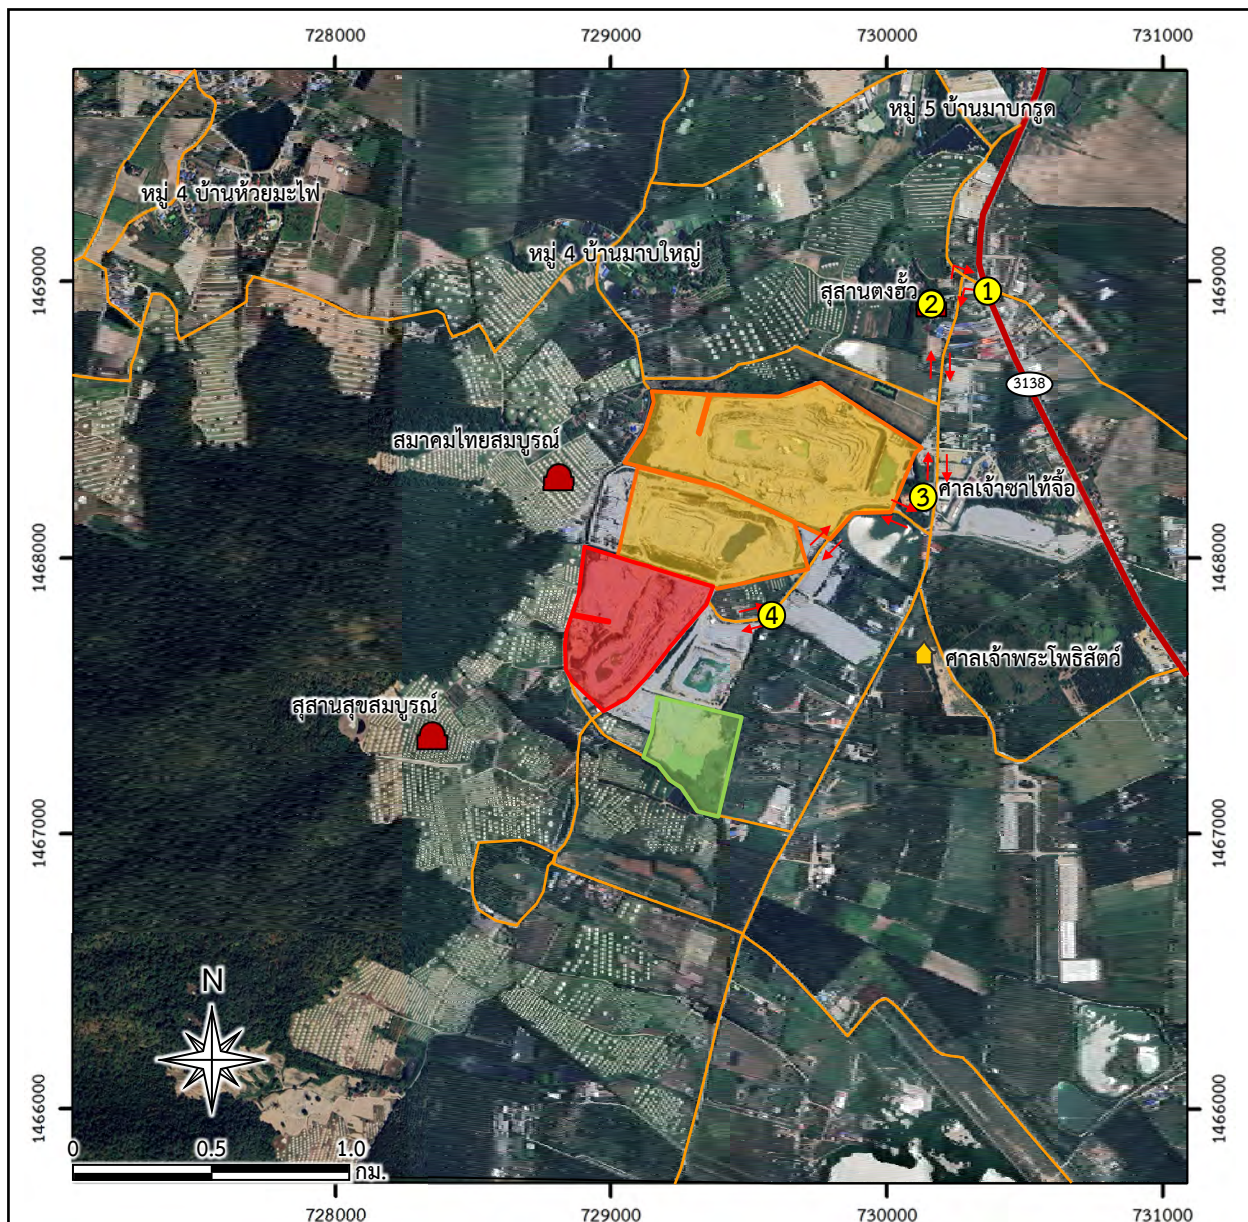 728000 729000 730000 731000
หมู่ 5 บ้านมาบกรูด
หมู่ 4 บ้านห้วยมะไฟ
หมู่ 4 บ้านมาบใหญ่
1469000
1469000
สุสานตงฮั้ว
2
1
3138
สมาคมไทยสมบูรณ์
3
ศาลเจ้าซาไท้จื้อ
1468000
1468000
4
ศาลเจ้าพระโพธิสัตว์
สุสานสุขสมบูรณ์
1467000
1467000
N
1466000
1466000
0 0.5 1.0
กม.
728000 729000 730000 731000